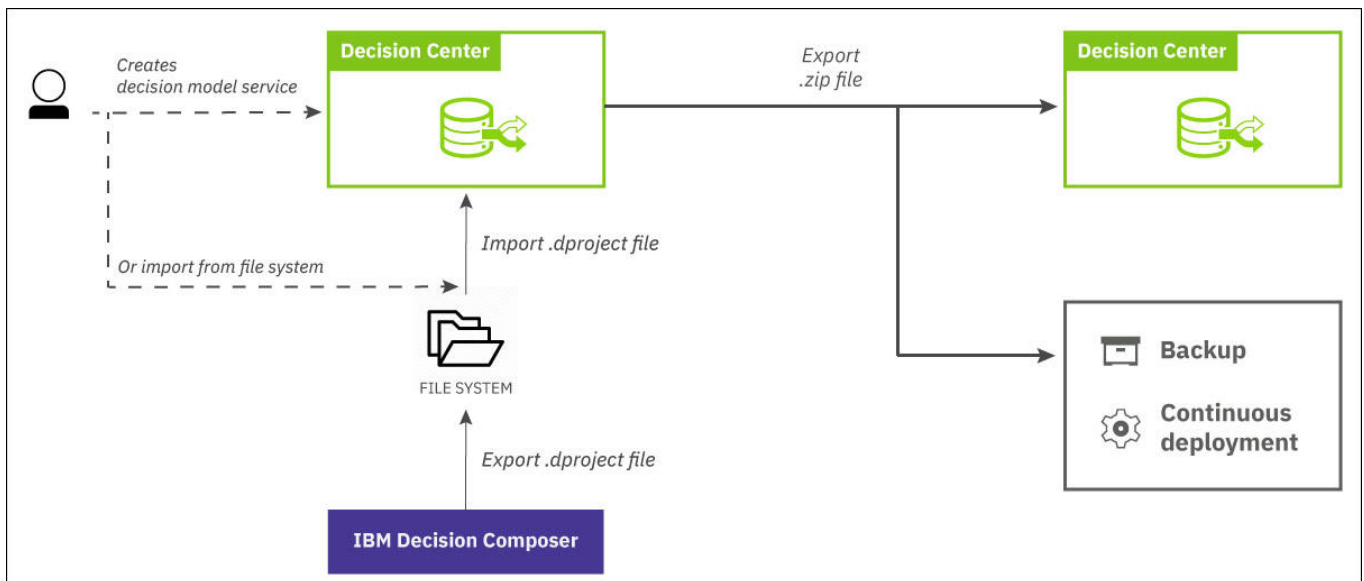 Decision Center
Creates
decision model service
Export
.zip file
Decision Center
Import .dproject file
Or import from file system
FILE SYSTEM
Backup
Continuous
deployment
Export .dproject file
IBM Decision Composer